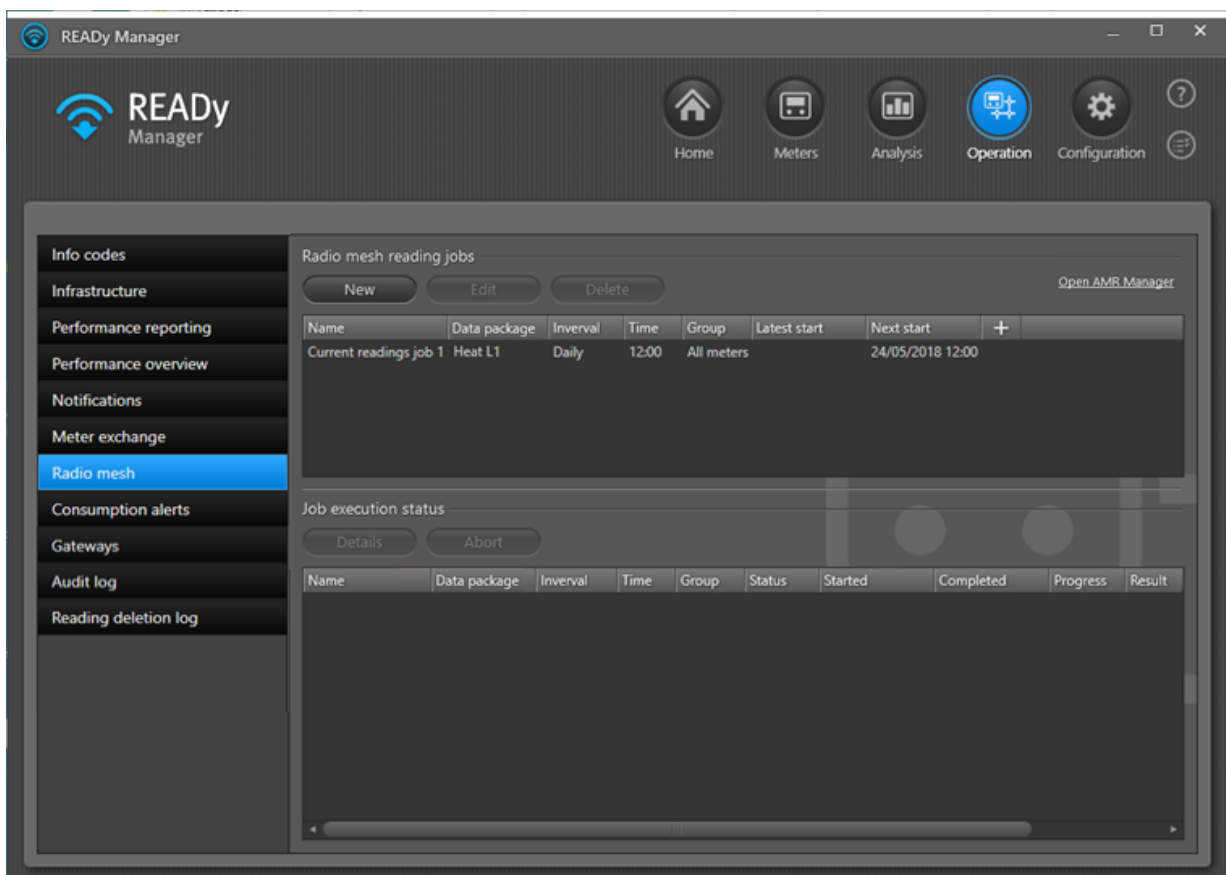 READy Manager
READy
Manager
Home Meters Analysis Operation Configuration
?
Info codes
Infrastructure
Performance reporting
Performance overview
Notifications
Meter exchange
Radio mesh
Consumption alerts
Gateways
Audit log
Reading deletion log
Radio mesh reading jobs
New Edit Delete Open AMR Manager
Name Data package Inverval Time Group Latest start Next start +
Current readings job 1 Heat L1 Daily 12:00 All meters 24/05/2018 12:00
Job execution status
Details Abort
Name Data package Inverval Time Group Status Started Completed Progress Result